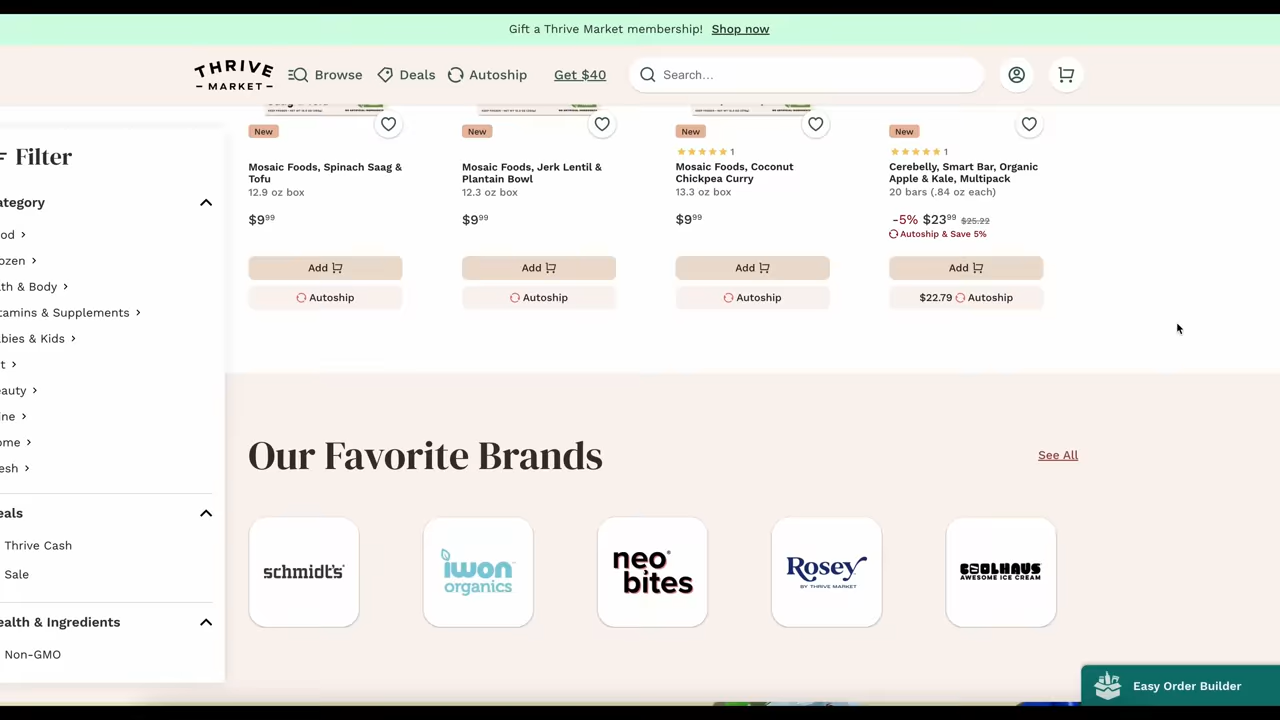 Gift a Thrive Market membership! Shop now
THRIVE
MARKET
Browse
Deals
Autoship
Get $40
Search...
Filter
ategory
od
ozen
th & Body
tamins & Supplements
bies & Kids
t
eauty
ine
ome
esh
eals
Thrive Cash
Sale
ealth & Ingredients
Non-GMO
New
Mosaic Foods, Spinach Saag &
Tofu
12.9 oz box
$9.99
Add
Autoship
New
Mosaic Foods, Jerk Lentil &
Plantain Bowl
12.3 oz box
$9.99
Add
Autoship
New
1
Mosaic Foods, Coconut
Chickpea Curry
13.3 oz box
$9.99
Add
Autoship
New
1
Cerebelly, Smart Bar, Organic
Apple & Kale, Multipack
20 bars (.84 oz each)
-5% $23.99 $25.22
Autoship & Save 5%
Add
$22.79 Autoship
Our Favorite Brands
See All
schmidt's
iwon
organics
neo
bites
Rosey
BY THRIVE MARKET
COOLHAUS
AWESOME ICE CREAM
Easy Order Builder